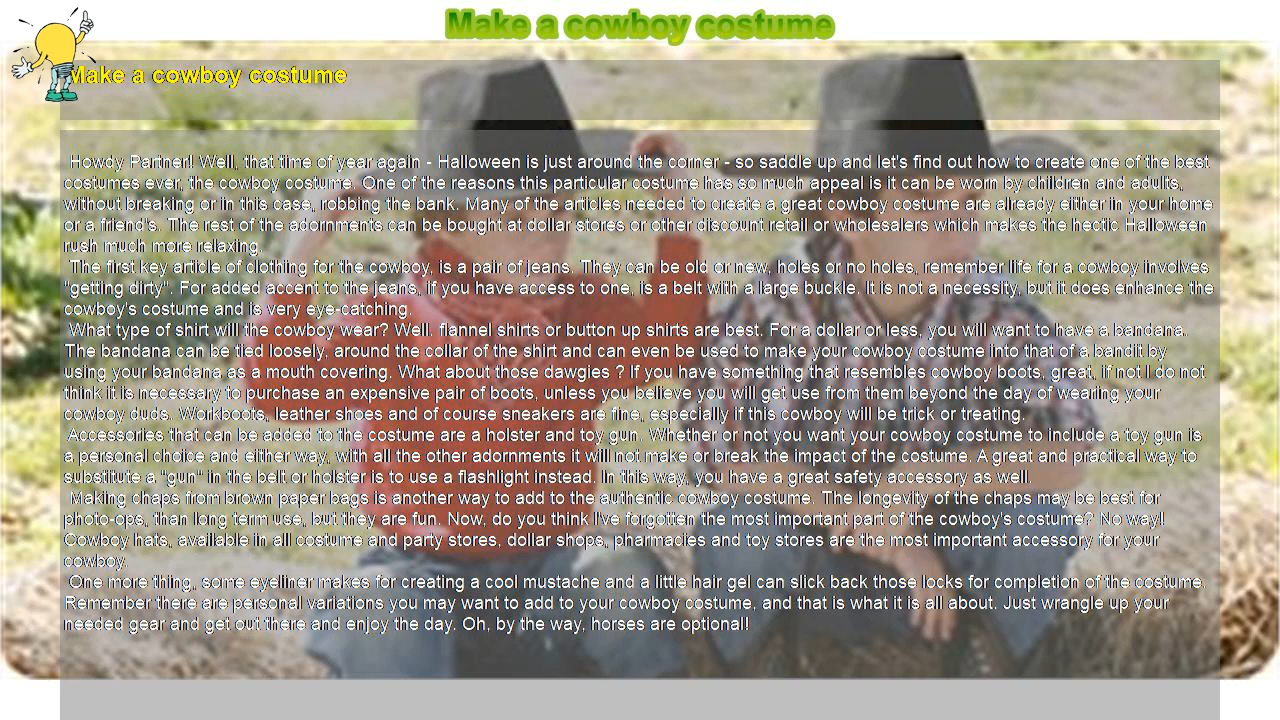 Make a cowboy costume
Make a cowboy costume
Howdy Partner! Well, that time of year again - Halloween is just around the corner - so saddle up and let's find out how to create one of the best
costumes ever, the cowboy costume. One of the reasons this particular costume has so much appeal is it can be worn by children and adults,
without breaking or in this case, robbing the bank. Many of the articles needed to create a great cowboy costume are already either in your home
or a friend's. The rest of the adornments can be bought at dollar stores or other discount retail or wholesalers which makes the hectic Halloween
rush much more relaxing.
The first key article of clothing for the cowboy, is a pair of jeans. They can be old or new, holes or no holes, remember life for a cowboy involves
"getting dirty". For added accent to the jeans, if you have access to one, is a belt with a large buckle. It is not a necessity, but it does enhance the
cowboy's costume and is very eye-catching.
What type of shirt will the cowboy wear? Well. flannel shirts or button up shirts are best. For a dollar or less, you will want to have a bandana.
The bandana can be tied loosely, around the collar of the shirt and can even be used to make your cowboy costume into that of a bandit by
using your bandana as a mouth covering. What about those dawgies ? If you have something that resembles cowboy boots, great, if not I do not
think it is necessary to purchase an expensive pair of boots, unless you believe you will get use from them beyond the day of wearing your
cowboy duds. Workboots, leather shoes and of course sneakers are fine, especially if this cowboy will be trick or treating.
Accessories that can be added to the costume are a holster and toy gun. Whether or not you want your cowboy costume to include a toy gun is
a personal choice and either way, with all the other adornments it will not make or break the impact of the costume. A great and practical way to
substitute a "gun" in the belt or holster is to use a flashlight instead. In this way, you have a great safety accessory as well.
Making chaps from brown paper bags is another way to add to the authentic cowboy costume. The longevity of the chaps may be best for
photo-ops, than long term use, but they are fun. Now, do you think I've forgotten the most important part of the cowboy's costume? No way!
Cowboy hats, available in all costume and party stores, dollar shops, pharmacies and toy stores are the most important accessory for your
cowboy.
One more thing, some eyeliner makes for creating a cool mustache and a little hair gel can slick back those locks for completion of the costume.
Remember there are personal variations you may want to add to your cowboy costume, and that is what it is all about. Just wrangle up your
needed gear and get out there and enjoy the day. Oh, by the way, horses are optional!